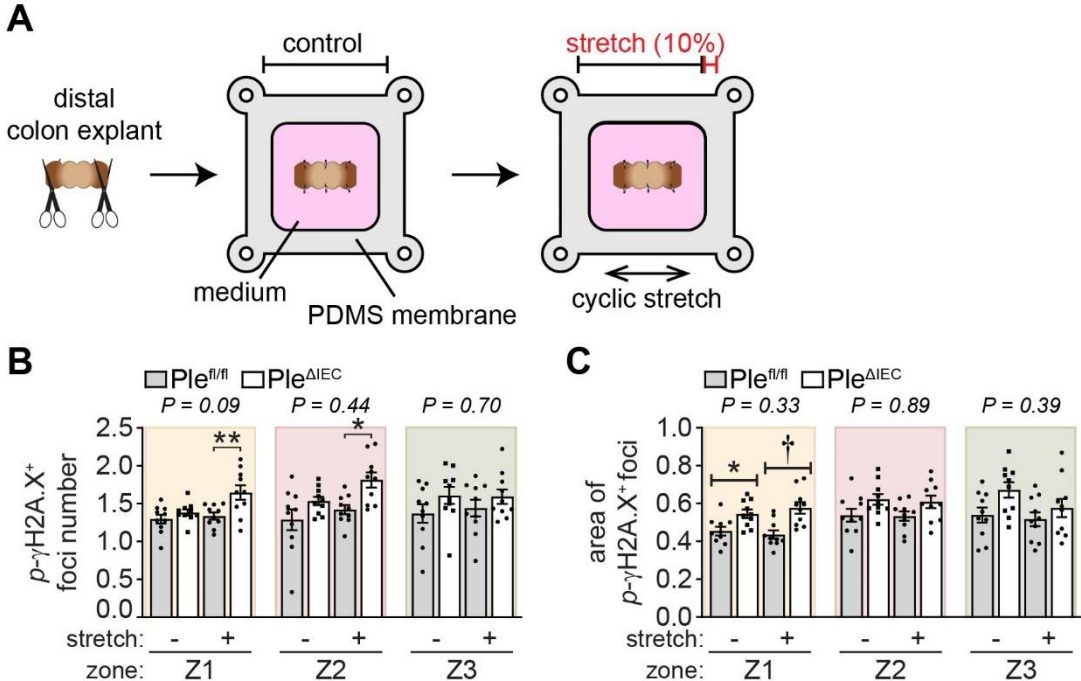 A
control
stretch (10%)
distal
colon explant
medium
PDMS membrane
cyclic stretch
B
Ple^fl/fl Ple^ΔIEC
P = 0.09 P = 0.44 P = 0.70
p-γH2A.X⁺
foci number
2.5
2.0
1.5
1.0
0.5
0.0
** *
stretch: - + - + - +
zone: Z1 Z2 Z3
C
Ple^fl/fl Ple^ΔIEC
P = 0.33 P = 0.89 P = 0.39
area of
p-γH2A.X⁺ foci
1.0
0.8
0.6
0.4
0.2
0.0
* †
stretch: - + - + - +
zone: Z1 Z2 Z3